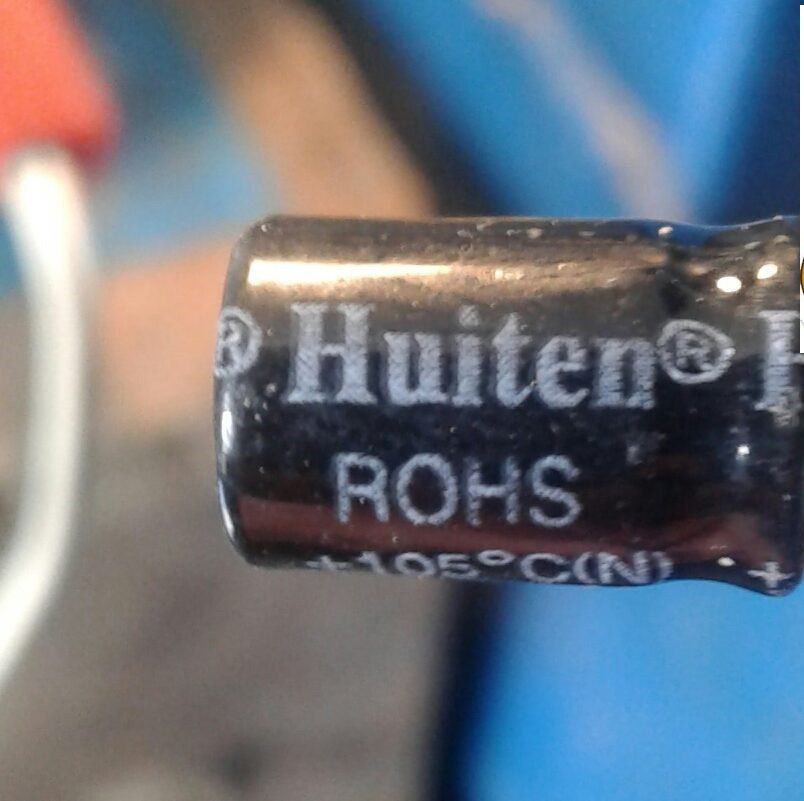 ® Huiten®
ROHS
+105°C(N) +